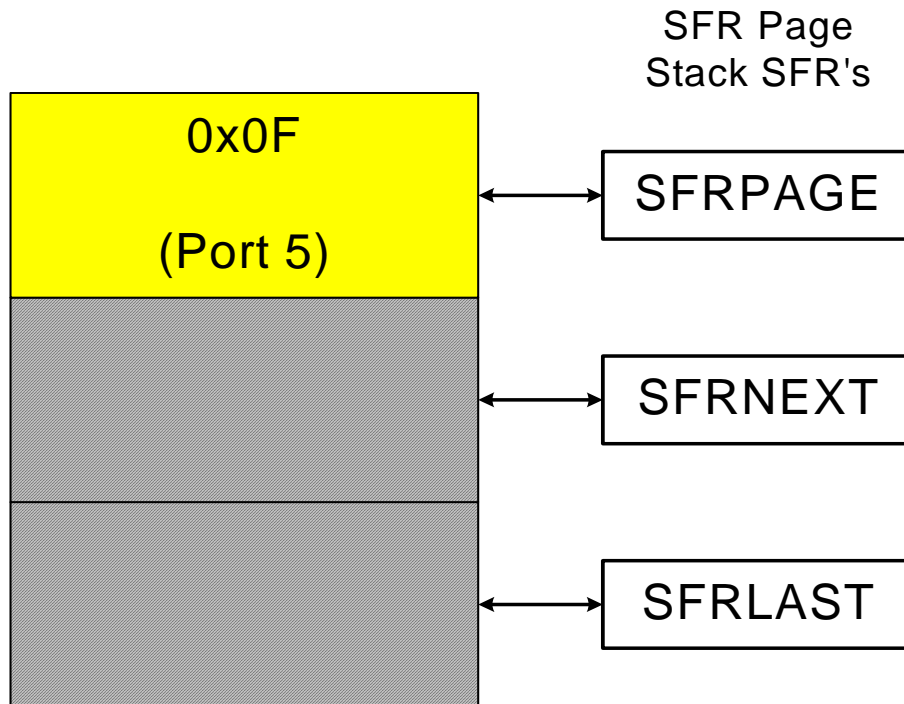 SFR Page
Stack SFR's
0x0F
(Port 5)
SFRPAGE
SFRNEXT
SFRLAST